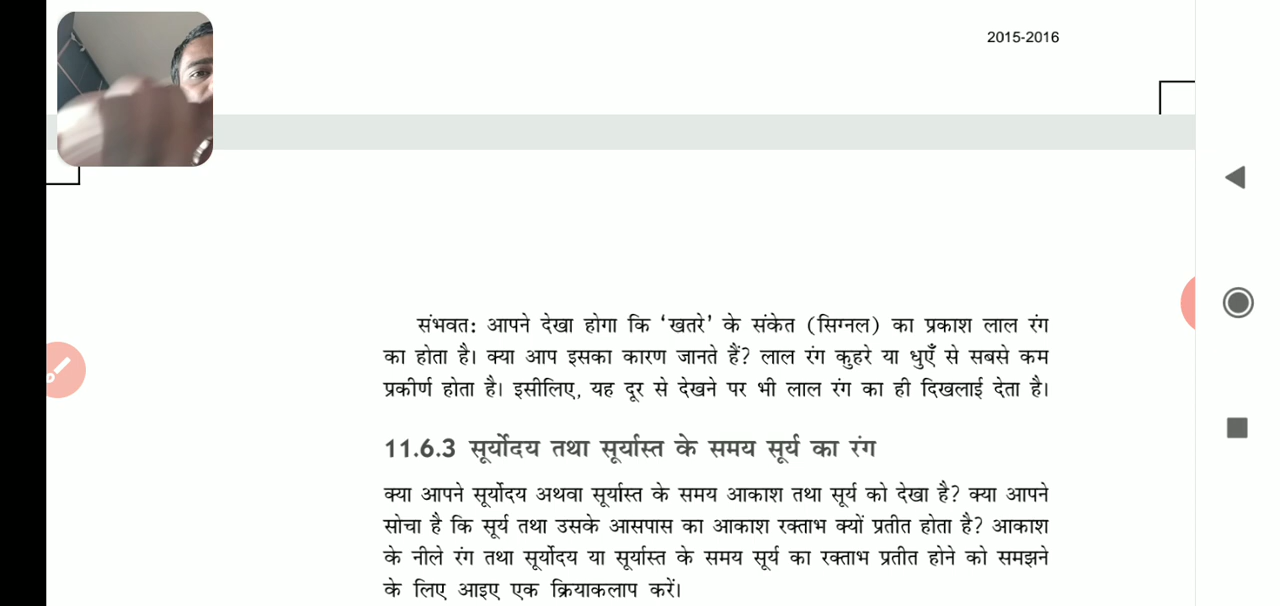 2015-2016
संभवत: आपने देखा होगा कि ‘खतरे’ के संकेत (सिग्नल) का प्रकाश लाल रंग
का होता है। क्या आप इसका कारण जानते हैं? लाल रंग कुहरे या धुएँ से सबसे कम
प्रकीर्ण होता है। इसीलिए, यह दूर से देखने पर भी लाल रंग का ही दिखलाई देता है।
11.6.3 सूर्योदय तथा सूर्यास्त के समय सूर्य का रंग
क्या आपने सूर्योदय अथवा सूर्यास्त के समय आकाश तथा सूर्य को देखा है? क्या आपने
सोचा है कि सूर्य तथा उसके आसपास का आकाश रक्ताभ क्यों प्रतीत होता है? आकाश
के नीले रंग तथा सूर्योदय या सूर्यास्त के समय सूर्य का रक्ताभ प्रतीत होने को समझने
के लिए आइए एक क्रियाकलाप करें।